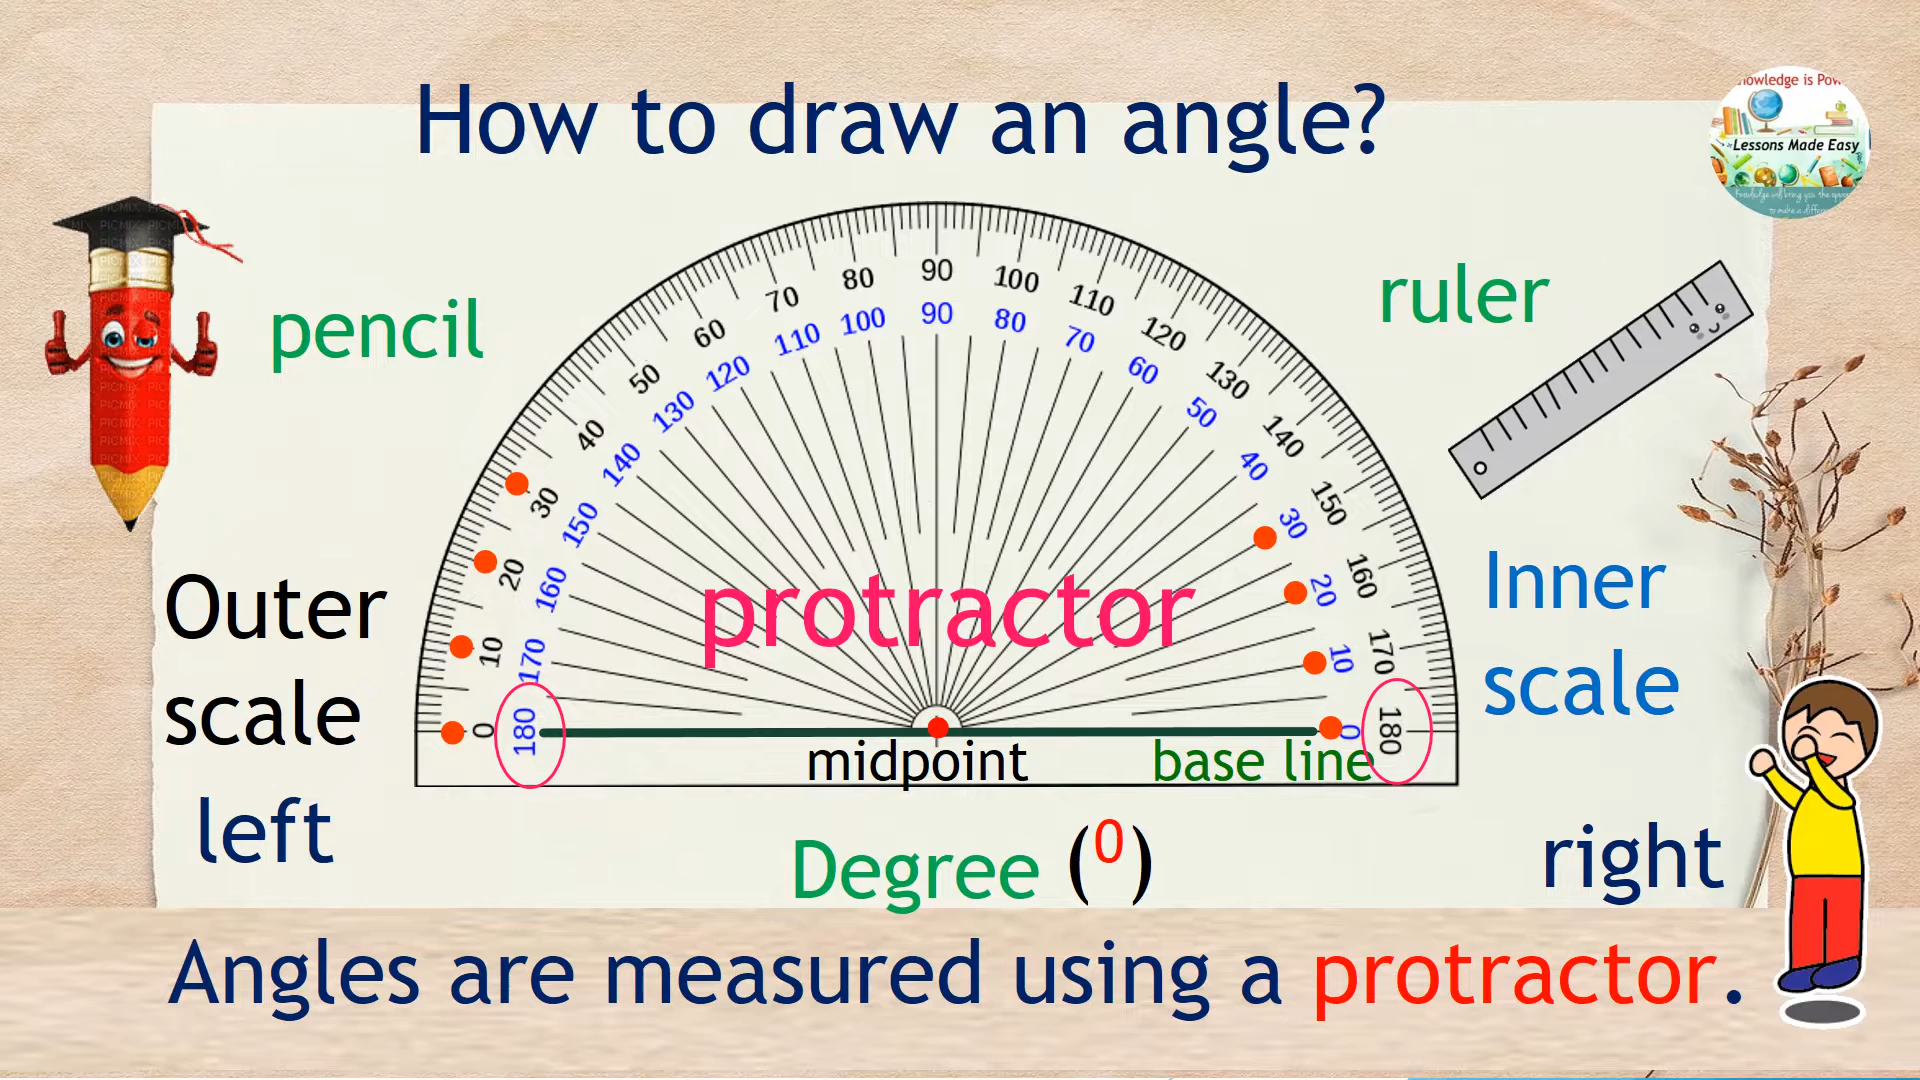 How to draw an angle?
nowledge is Pow
Lessons Made Easy
pencil
ruler
0 10 20 30 40 50 60 70 80 90 100 110 120 130 140 150 160 170 180
180 170 160 150 140 130 120 110 100 90 80 70 60 50 40 30 20 10 0
protractor
Outer
scale
left
Inner
scale
right
midpoint
base line
Degree (0)
Angles are measured using a protractor.